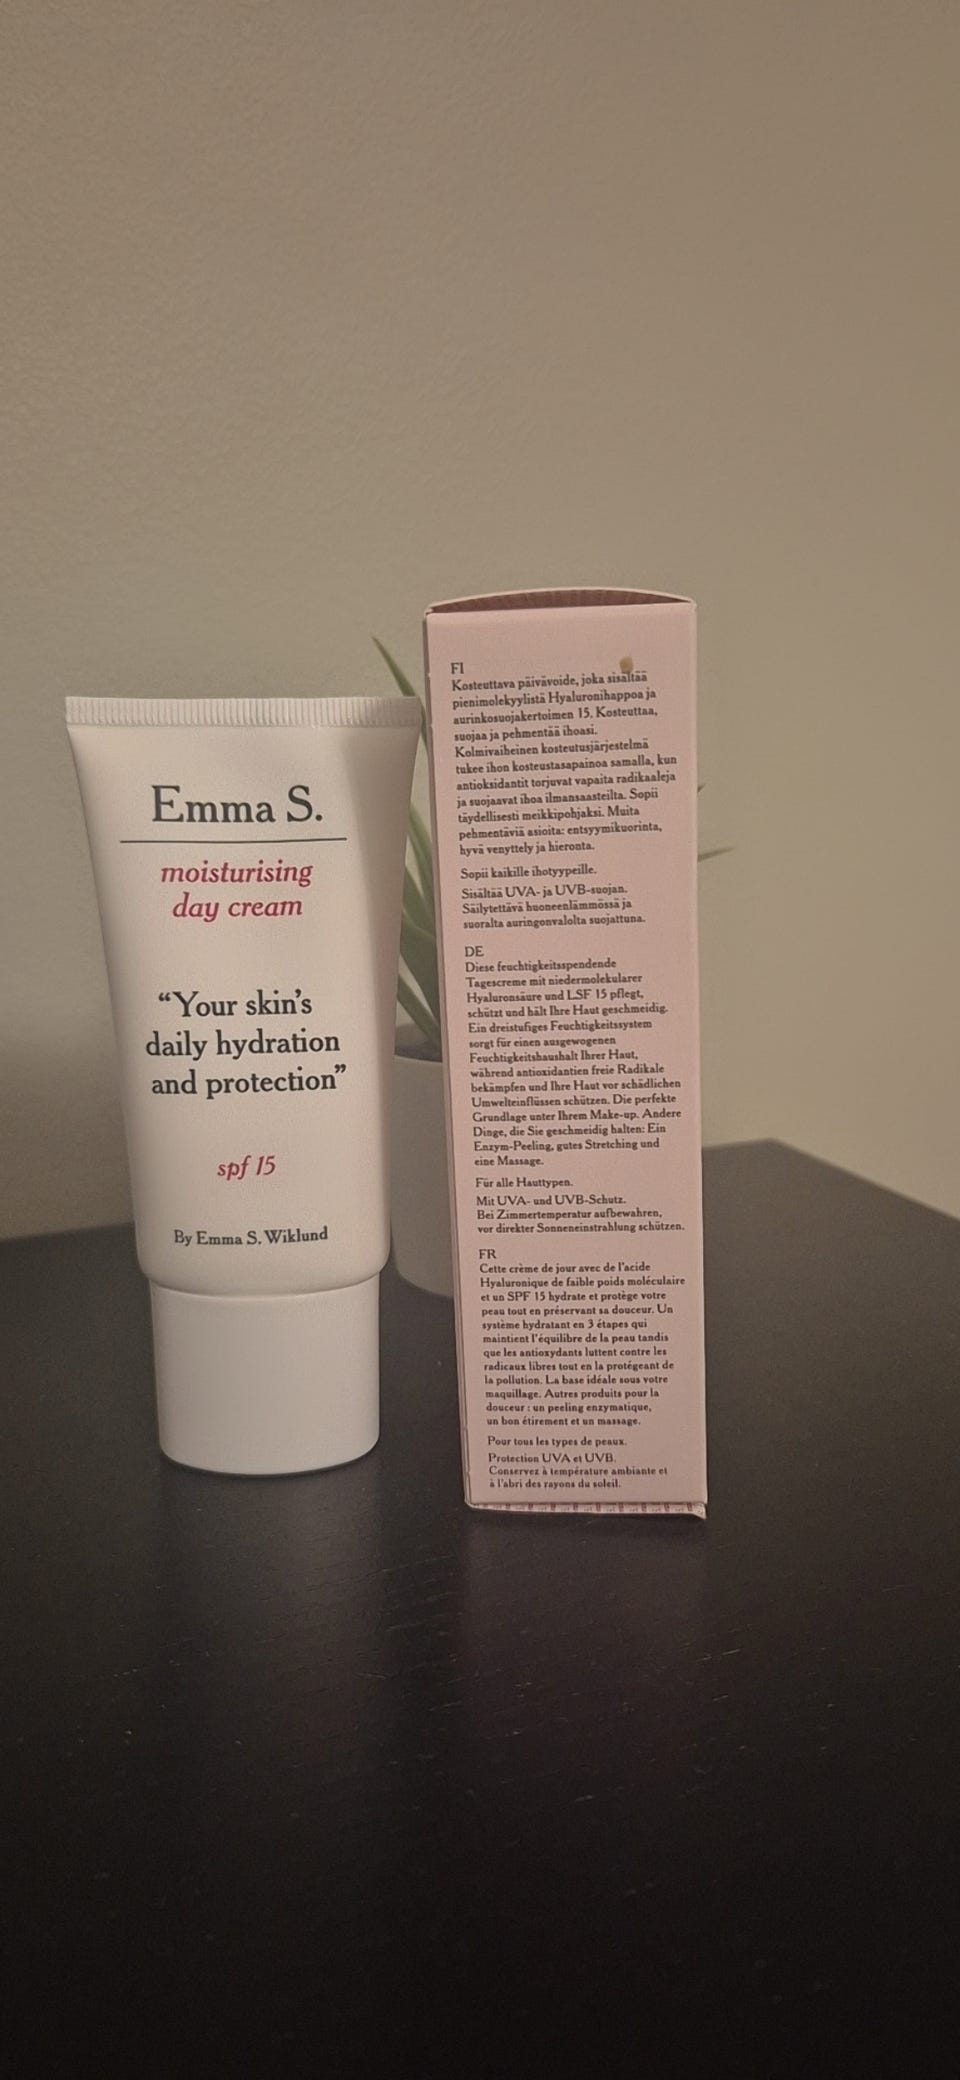 Emma S.
moisturising
day cream
“Your skin’s
daily hydration
and protection”
spf 15
By Emma S. Wiklund
FI
Kosteuttava päivävoide, joka sisältää
pienimolekyylistä Hyaluronihappoa ja
aurinkosuojakertoimen 15. Kosteuttaa,
suojaa ja pehmentää ihoasi.
Kolmivaiheinen kosteutusjärjestelmä
tukee ihon kosteustasapainoa samalla, kun
antioksidantit torjuvat vapaita radikaaleja
ja suojaavat ihoa ilmansaasteilta. Sopii
täydellisesti meikkipohjaksi. Muita
pehmentäviä asioita: entsyymikuorinta,
hyvä venyttely ja hieronta.
Sopii kaikille ihotyypeille.
Sisältää UVA- ja UVB-suojan.
Säilytettävä huoneenlämmössä ja
suoralta auringonvalolta suojattuna.
DE
Diese feuchtigkeitsspendende
Tagescreme mit niedermolekularer
Hyaluronsäure und LSF 15 pflegt,
schützt und hält Ihre Haut geschmeidig.
Ein dreistufiges Feuchtigkeitssystem
sorgt für einen ausgewogenen
Feuchtigkeitshaushalt Ihrer Haut,
während antioxidantien freie Radikale
bekämpfen und Ihre Haut vor schädlichen
Umwelteinflüssen schützen. Die perfekte
Grundlage unter Ihrem Make-up. Andere
Dinge, die Sie geschmeidig halten: Ein
Enzym-Peeling, gutes Stretching und
eine Massage.
Für alle Hauttypen.
Mit UVA- und UVB-Schutz.
Bei Zimmertemperatur aufbewahren,
vor direkter Sonneneinstrahlung schützen.
FR
Cette crème de jour avec de l'acide
Hyaluronique de faible poids moléculaire
et un SPF 15 hydrate et protège votre
peau tout en préservant sa douceur. Un
système hydratant en 3 étapes qui
maintient l'équilibre de la peau tandis
que les antioxydants luttent contre les
radicaux libres tout en la protégeant de
la pollution. La base idéale sous votre
maquillage. Autres produits pour la
douceur : un peeling enzymatique,
un bon étirement et un massage.
Pour tous les types de peaux.
Protection UVA et UVB.
Conservez à température ambiante et
à l'abri des rayons du soleil.